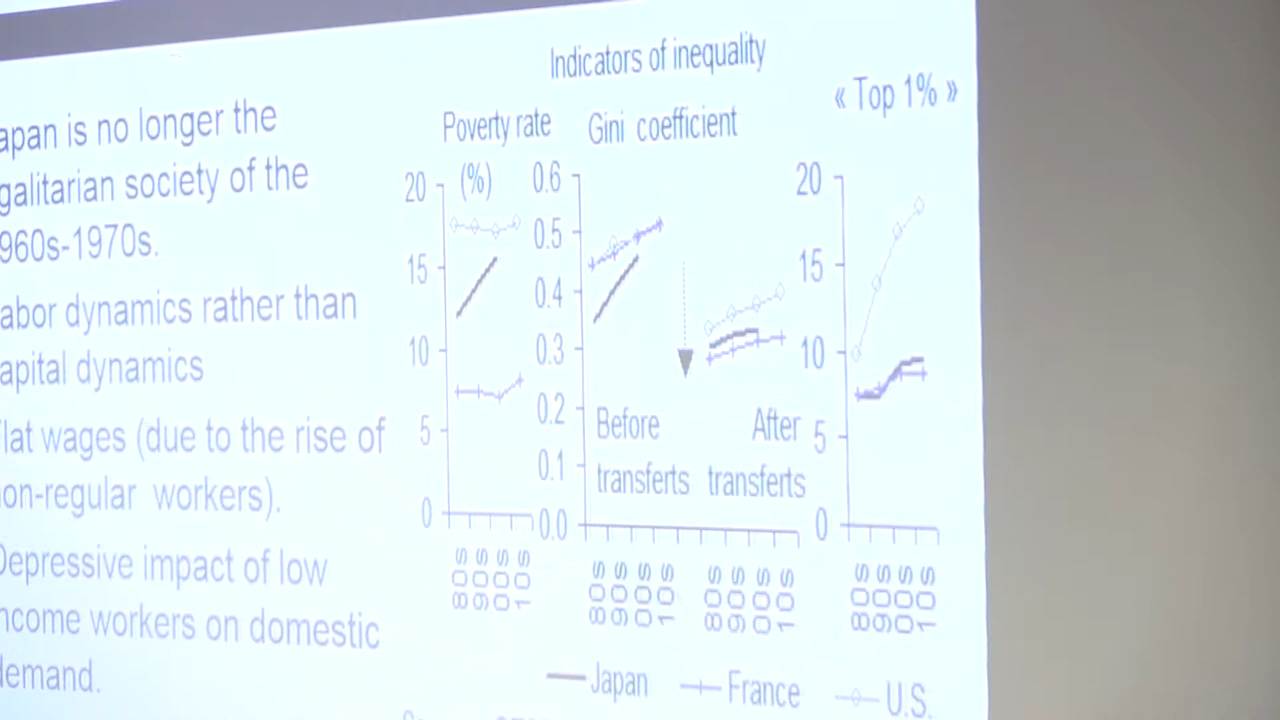 Indicators of inequality
apan is no longer the
galitarian society of the
960s-1970s.
abor dynamics rather than
apital dynamics
lat wages (due to the rise of
on-regular workers).
Depressive impact of low
ncome workers on domestic
demand.
Poverty rate
(%)
20
15
10
5
0
80S
90S
00S
10S
Gini coefficient
0.6
0.5
0.4
0.3
0.2
0.1
0.0
Before
transferts
After
transferts
80S
90S
00S
10S
80S
90S
00S
10S
« Top 1% »
20
15
10
5
0
80S
90S
00S
10S
Japan
France
U.S.